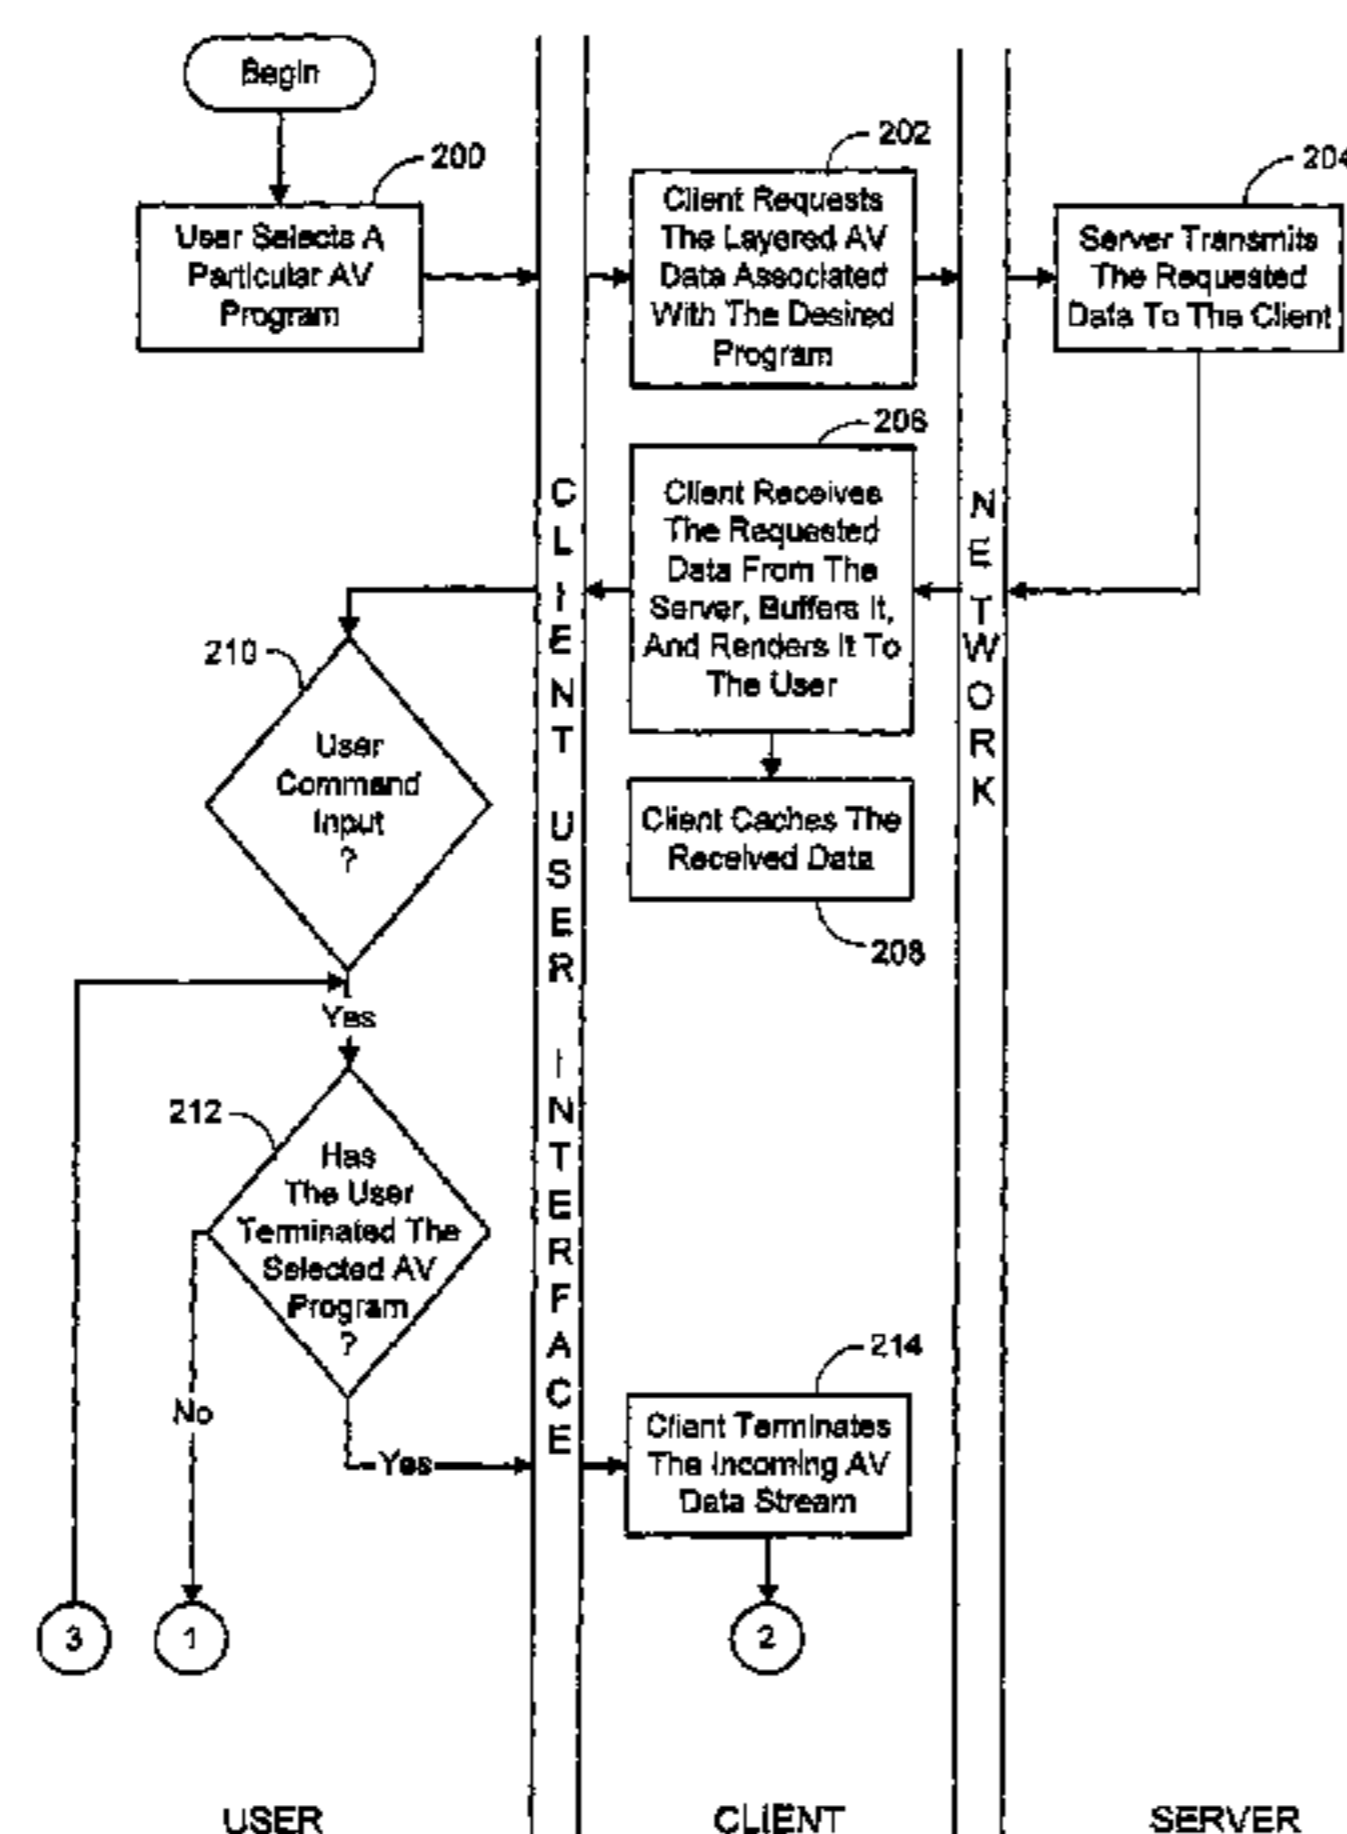 Begin
200
User Selects A
Particular AV
Program
202
Client Requests
The Layered AV
Data Associated
With The Desired
Program
204
Server Transmits
The Requested
Data To The Client
206
Client Receives
The Requested
Data From The
Server, Buffers It,
And Renders It To
The User
Client Caches The
Received Data
208
210
User
Command
Input
?
Yes
212
Has
The User
Terminated The
Selected AV
Program
?
No
Yes
214
Client Terminates
The Incoming AV
Data Stream
3
1
2
CLIENT USER INTERFACE
NETWORK
USER
CLIENT
SERVER